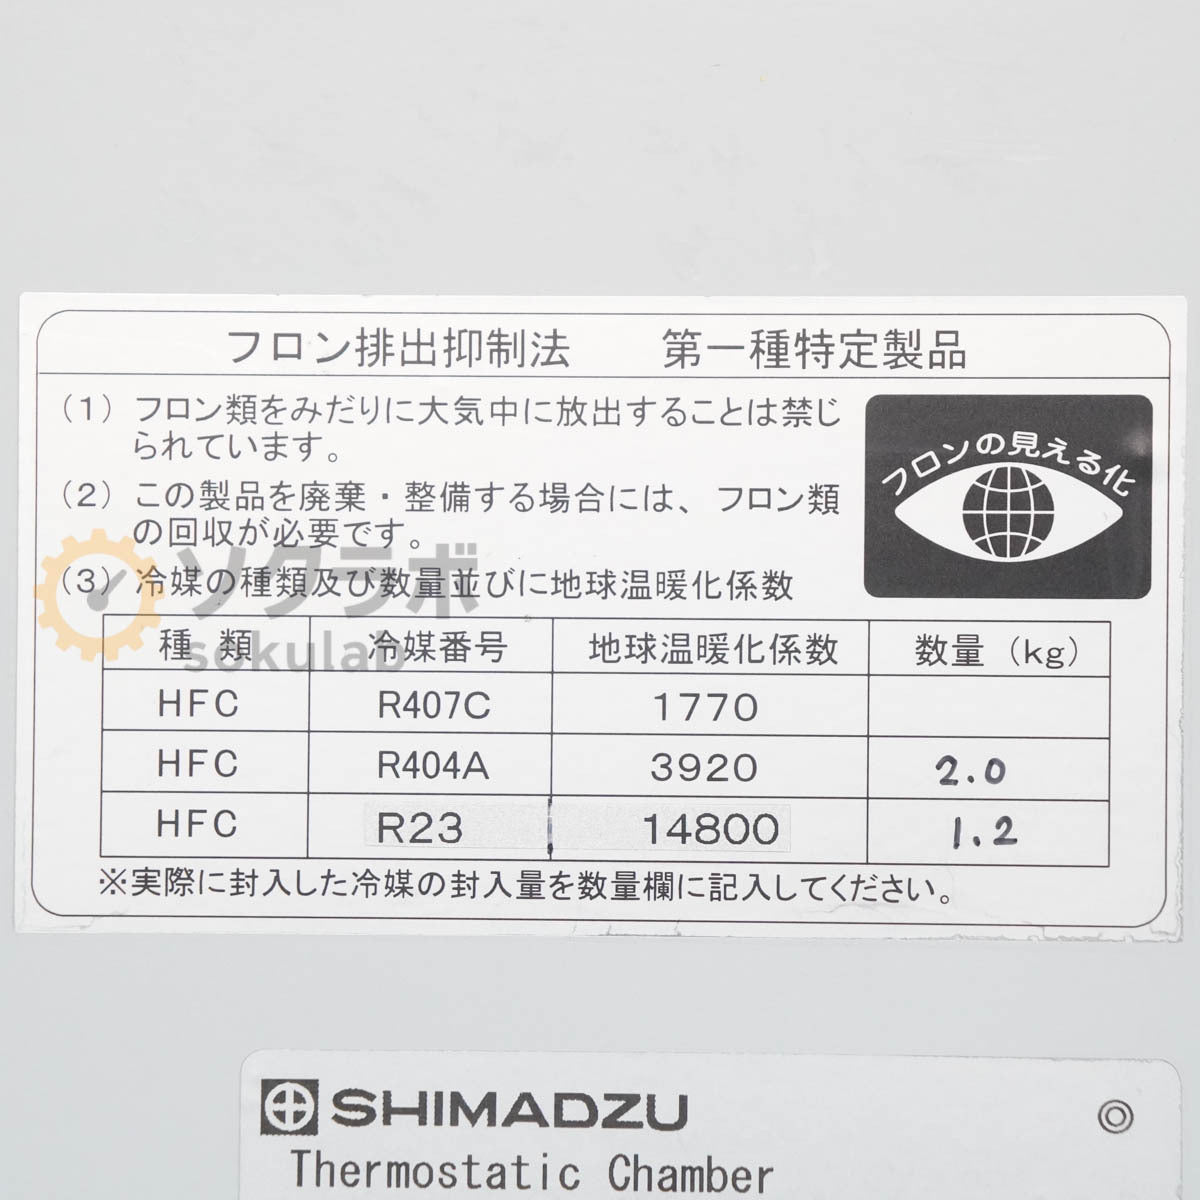 フロン排出抑制法　第一種特定製品
(1) フロン類をみだりに大気中に放出することは禁じ
られています。
(2) この製品を廃棄・整備する場合には、フロン類
の回収が必要です。
(3) 冷媒の種類及び数量並びに地球温暖化係数
フロンの見える化
ソクラボ
sokulab
種 類 冷媒番号 地球温暖化係数 数量 (kg)
HFC R407C 1770
HFC R404A 3920 2.0
HFC R23 14800 1.2
※実際に封入した冷媒の封入量を数量欄に記入してください。
SHIMADZU
Thermostatic Chamber